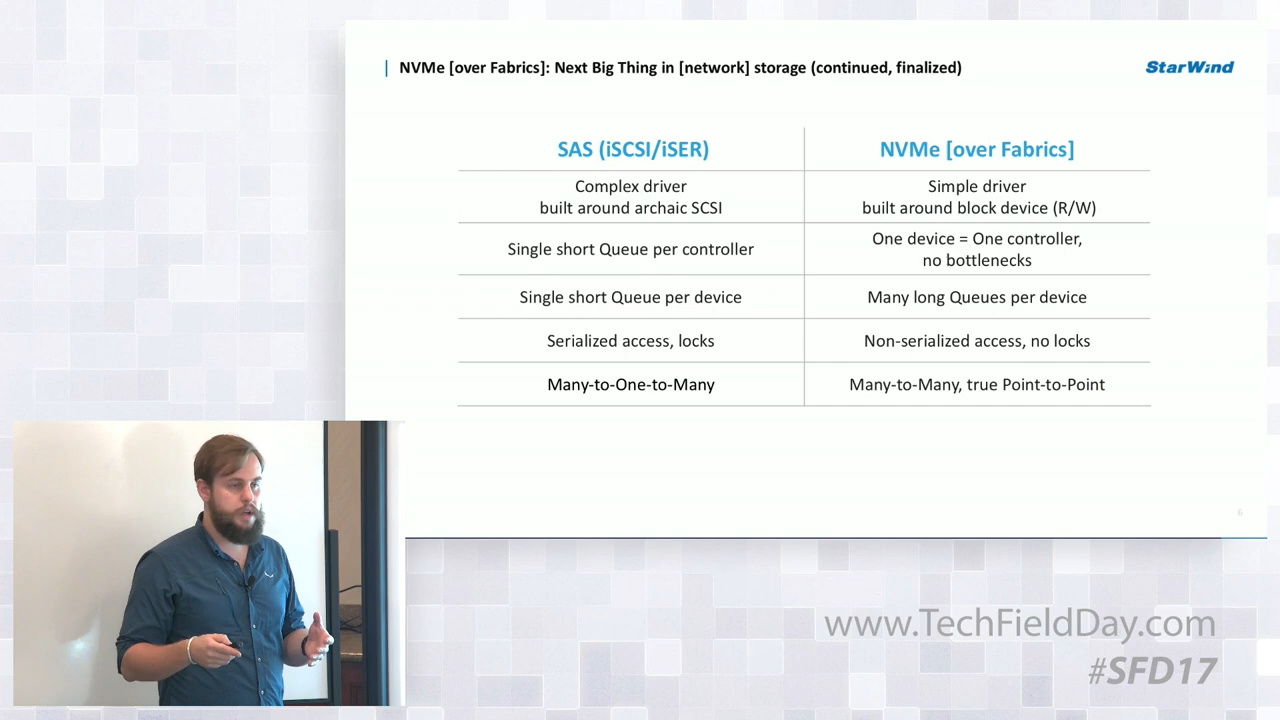 NVMe [over Fabrics]: Next Big Thing in [network] storage (continued, finalized)
StarWind
SAS (iSCSI/iSER)
NVMe [over Fabrics]
Complex driver
built around archaic SCSI
Simple driver
built around block device (R/W)
Single short Queue per controller
One device = One controller,
no bottlenecks
Single short Queue per device
Many long Queues per device
Serialized access, locks
Non-serialized access, no locks
Many-to-One-to-Many
Many-to-Many, true Point-to-Point
6
www.TechFieldDay.com
#SFD17